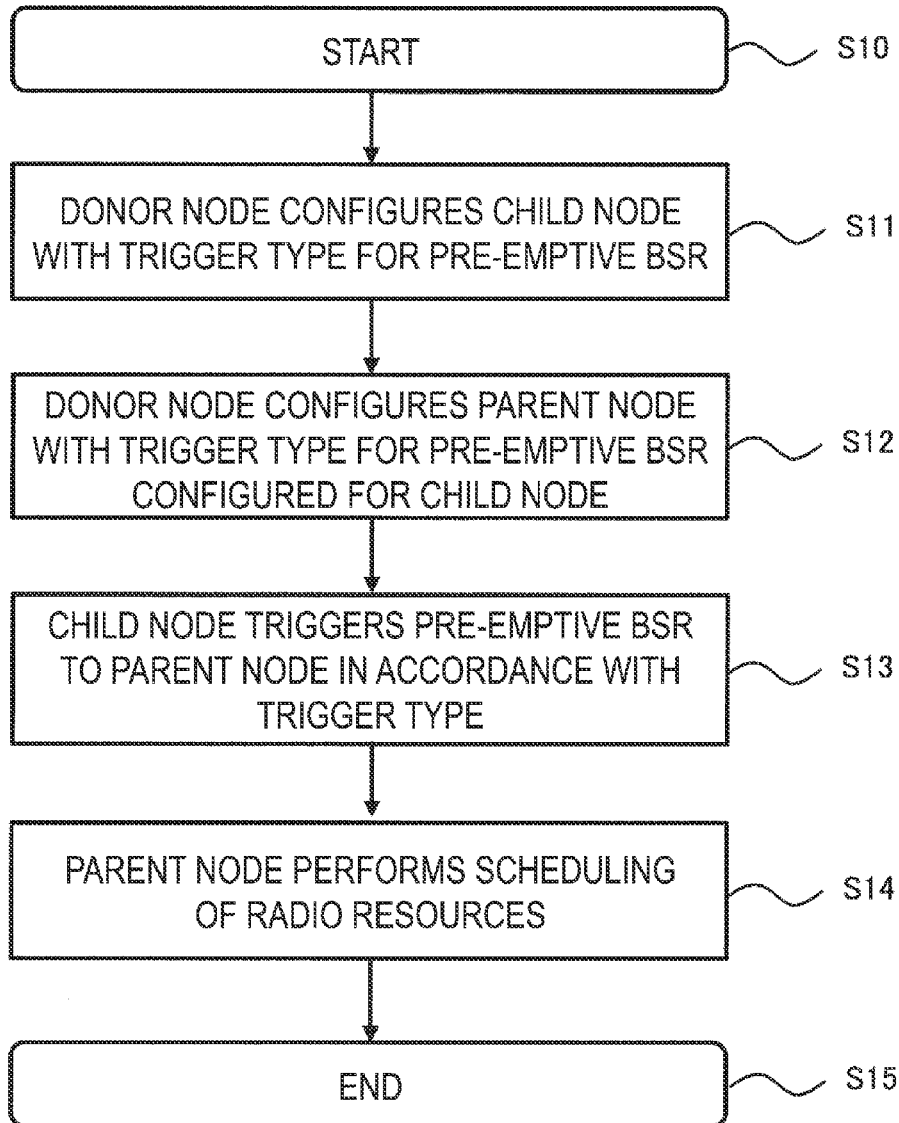 START
S10
DONOR NODE CONFIGURES CHILD NODE
WITH TRIGGER TYPE FOR PRE-EMPTIVE BSR
S11
DONOR NODE CONFIGURES PARENT NODE
WITH TRIGGER TYPE FOR PRE-EMPTIVE BSR
CONFIGURED FOR CHILD NODE
S12
CHILD NODE TRIGGERS PRE-EMPTIVE BSR
TO PARENT NODE IN ACCORDANCE WITH
TRIGGER TYPE
S13
PARENT NODE PERFORMS SCHEDULING
OF RADIO RESOURCES
S14
END
S15